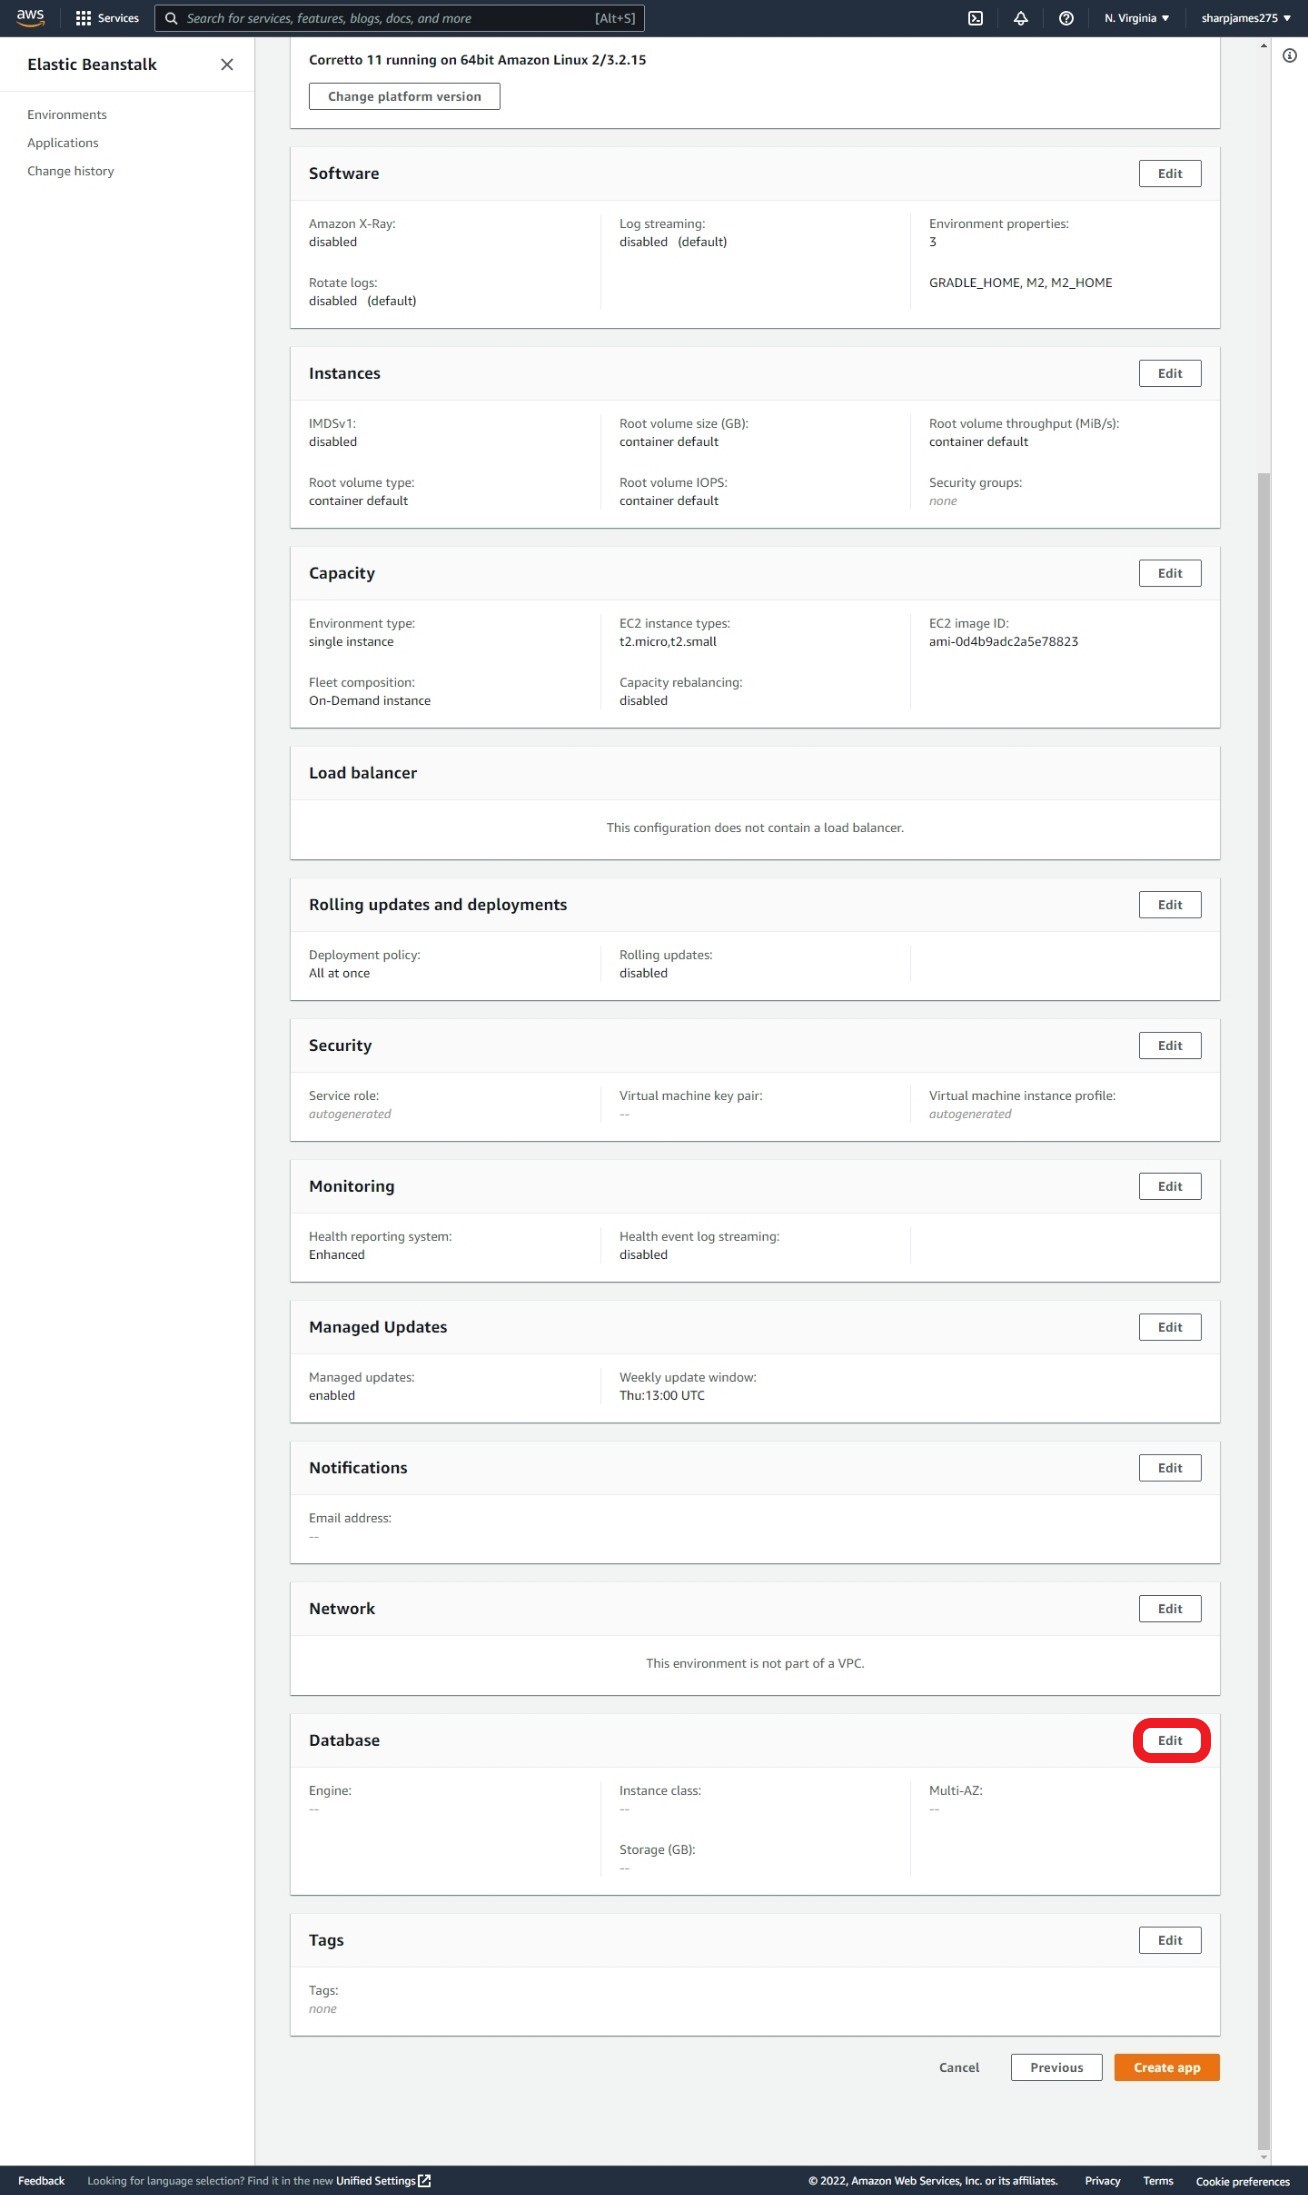 aws
Services
Search for services, features, blogs, docs, and more [Alt+S]
N. Virginia ▼
sharpjames275 ▼
Elastic Beanstalk
Environments
Applications
Change history
Corretto 11 running on 64bit Amazon Linux 2/3.2.15
Change platform version
Software Edit
Amazon X-Ray: Log streaming: Environment properties:
disabled disabled (default) 3
Rotate logs: GRADLE_HOME, M2, M2_HOME
disabled (default)
Instances Edit
IMDSv1: Root volume size (GB): Root volume throughput (MiB/s):
disabled container default container default
Root volume type: Root volume IOPS: Security groups:
container default container default none
Capacity Edit
Environment type: EC2 instance types: EC2 image ID:
single instance t2.micro,t2.small ami-0d4b9adc2a5e78823
Fleet composition: Capacity rebalancing:
On-Demand instance disabled
Load balancer
This configuration does not contain a load balancer.
Rolling updates and deployments Edit
Deployment policy: Rolling updates:
All at once disabled
Security Edit
Service role: Virtual machine key pair: Virtual machine instance profile:
autogenerated -- autogenerated
Monitoring Edit
Health reporting system: Health event log streaming:
Enhanced disabled
Managed Updates Edit
Managed updates: Weekly update window:
enabled Thu:13:00 UTC
Notifications Edit
Email address:
--
Network Edit
This environment is not part of a VPC.
Database Edit
Engine: Instance class: Multi-AZ:
-- -- --
Storage (GB):
--
Tags Edit
Tags:
none
Cancel Previous Create app
Feedback Looking for language selection? Find it in the new Unified Settings © 2022, Amazon Web Services, Inc. or its affiliates. Privacy Terms Cookie preferences